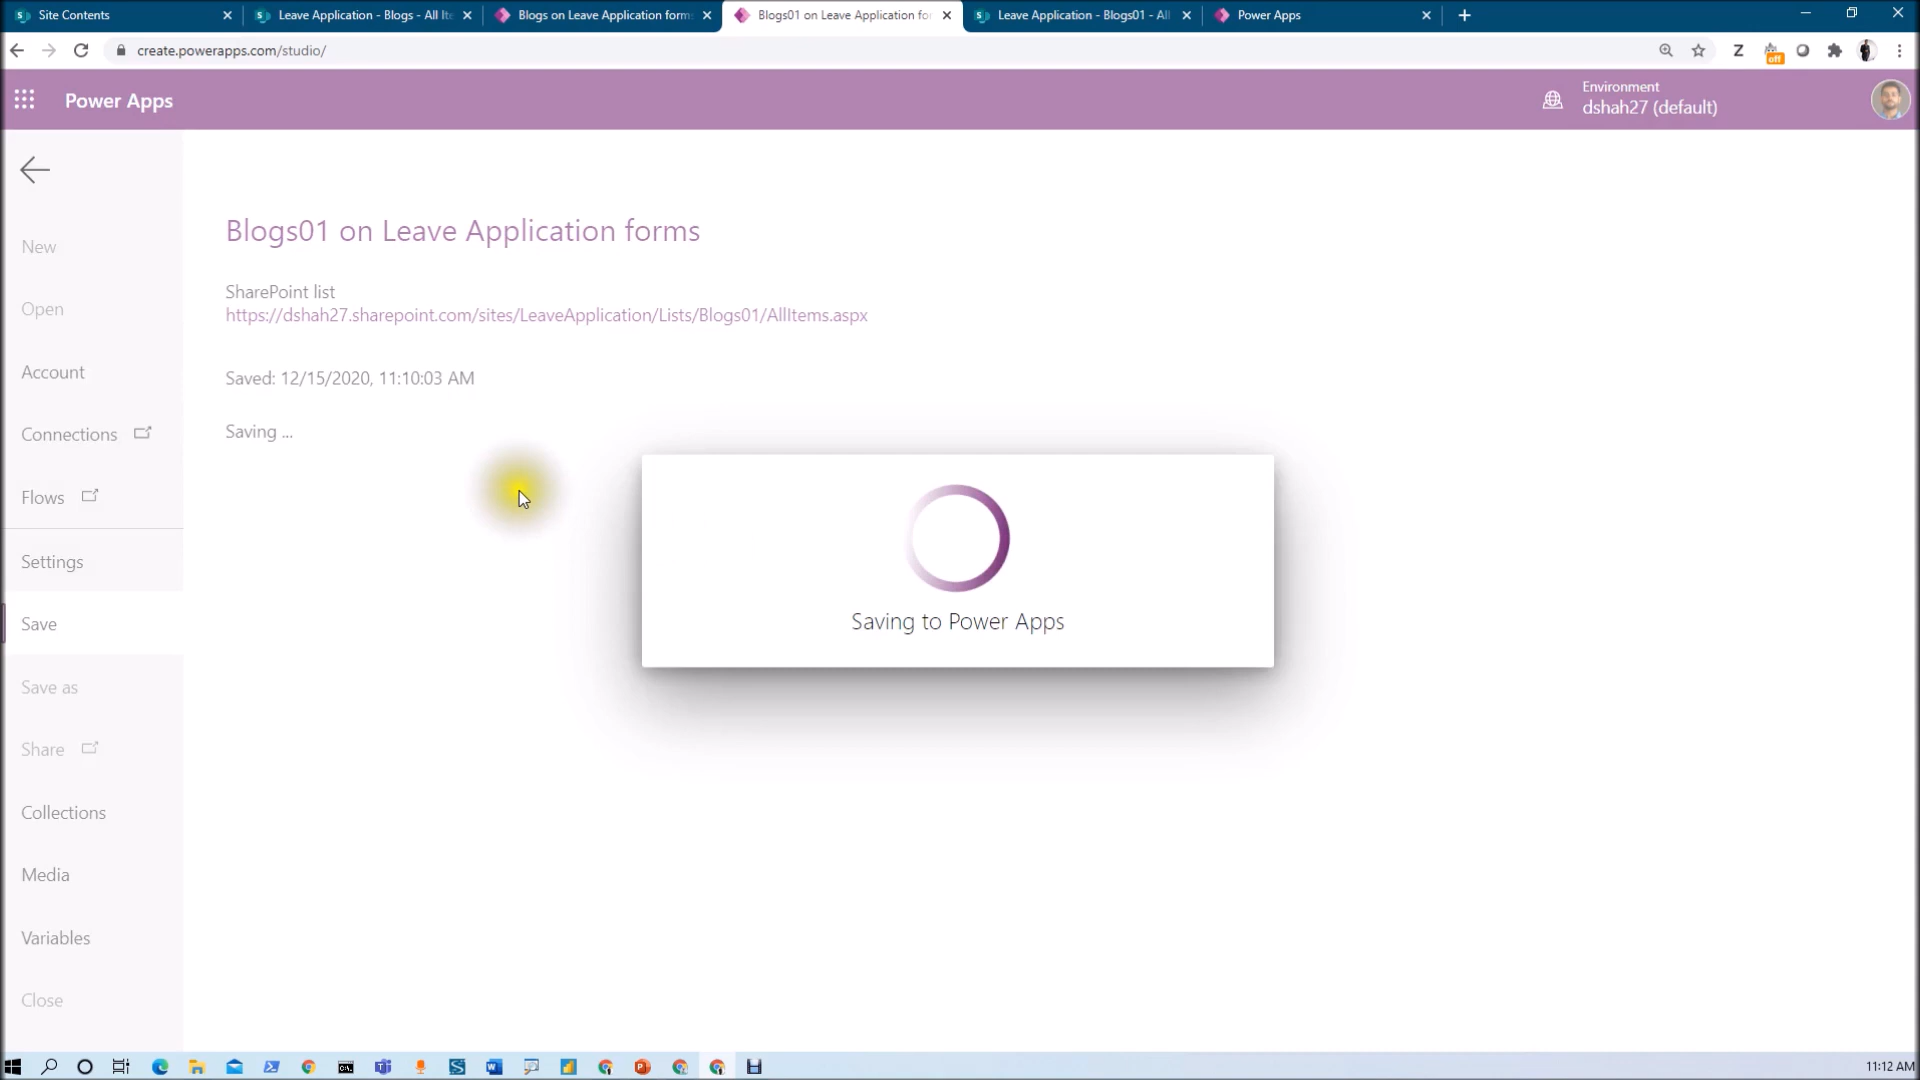 Site Contents
Leave Application - Blogs - All Ite
Blogs on Leave Application form
Blogs01 on Leave Application fo
Leave Application - Blogs01 - All
Power Apps
create.powerapps.com/studio/
Z
off
Power Apps
Environment
dshah27 (default)
New
Open
Account
Connections
Flows
Settings
Save
Save as
Share
Collections
Media
Variables
Close
Blogs01 on Leave Application forms
SharePoint list
https://dshah27.sharepoint.com/sites/LeaveApplication/Lists/Blogs01/AllItems.aspx
Saved: 12/15/2020, 11:10:03 AM
Saving ...
Saving to Power Apps
11:12 AM